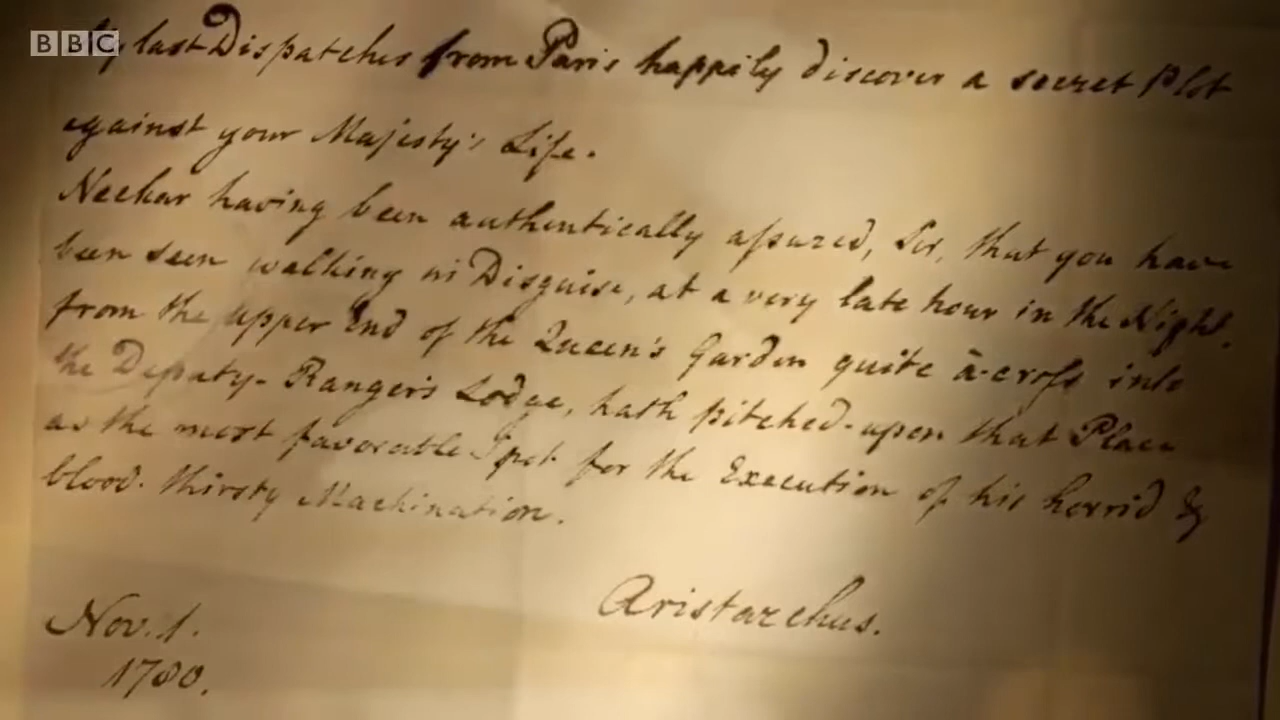 BBC
My last Dispatches from Paris happily discover a secret Plot
against your Majesty's Life.
Neckar having been authentically assured, Sir, that you have
been seen walking in Disguise, at a very late hour in the Night,
from the upper End of the Queen's Garden quite a-cross into
the Deputy-Ranger's Lodge, hath pitched-upon that Place
as the most favorable Spot for the Execution of his horrid &
blood-thirsty Machination.
Aristarchus.
Nov. 1.
1780.